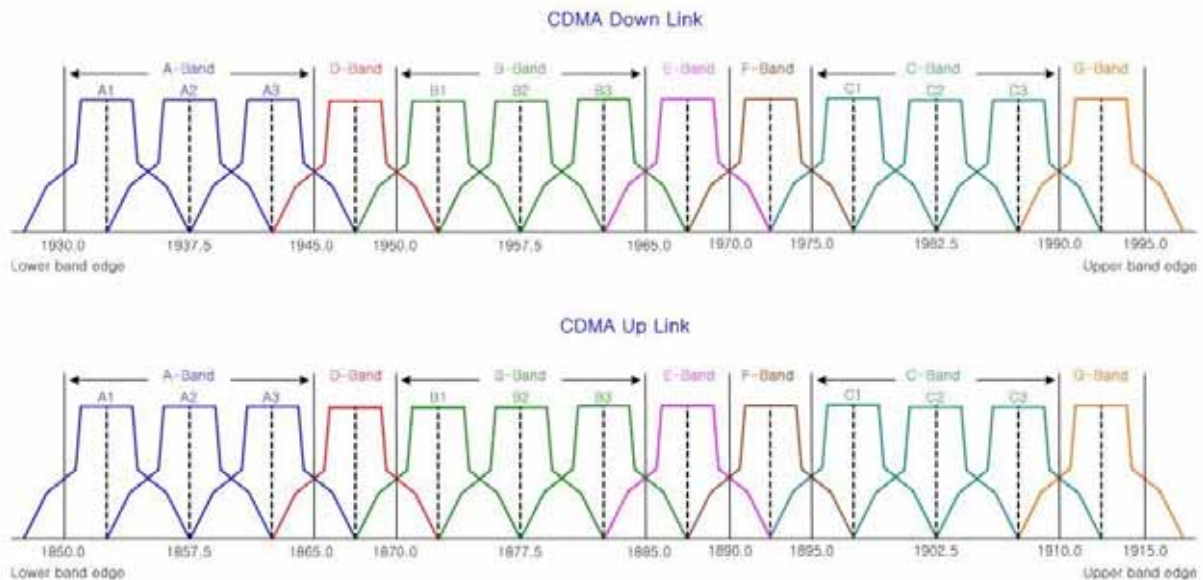 CDMA Down Link
A-Band D-Band B-Band E-Band F-Band C-Band G-Band
A1 A2 A3 B1 B2 B3 C1 C2 C3
1930.0 1937.5 1945.0 1950.0 1957.5 1965.0 1970.0 1975.0 1982.5 1990.0 1995.0
Lower band edge Upper band edge
CDMA Up Link
A-Band D-Band B-Band E-Band F-Band C-Band G-Band
A1 A2 A3 B1 B2 B3 C1 C2 C3
1850.0 1857.5 1865.0 1870.0 1877.5 1885.0 1890.0 1895.0 1902.5 1910.0 1915.0
Lower band edge Upper band edge